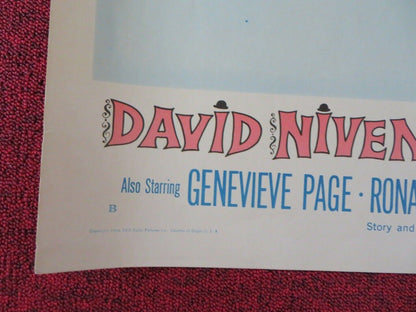 DAVID NIVEN
Also Starring GENEVIEVE PAGE · RONA
B
Story and